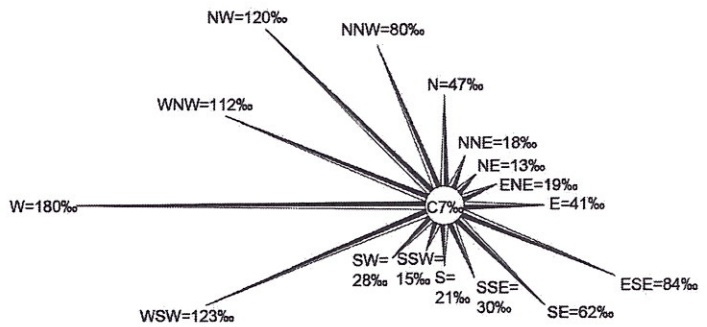 NW=120‰
NNW=80‰
N=47‰
WNW=112‰
NNE=18‰
NE=13‰
ENE=19‰
W=180‰
C7‰
E=41‰
SW=
28‰
SSW=
15‰
S=
21‰
SSE=
30‰
ESE=84‰
SE=62‰
WSW=123‰